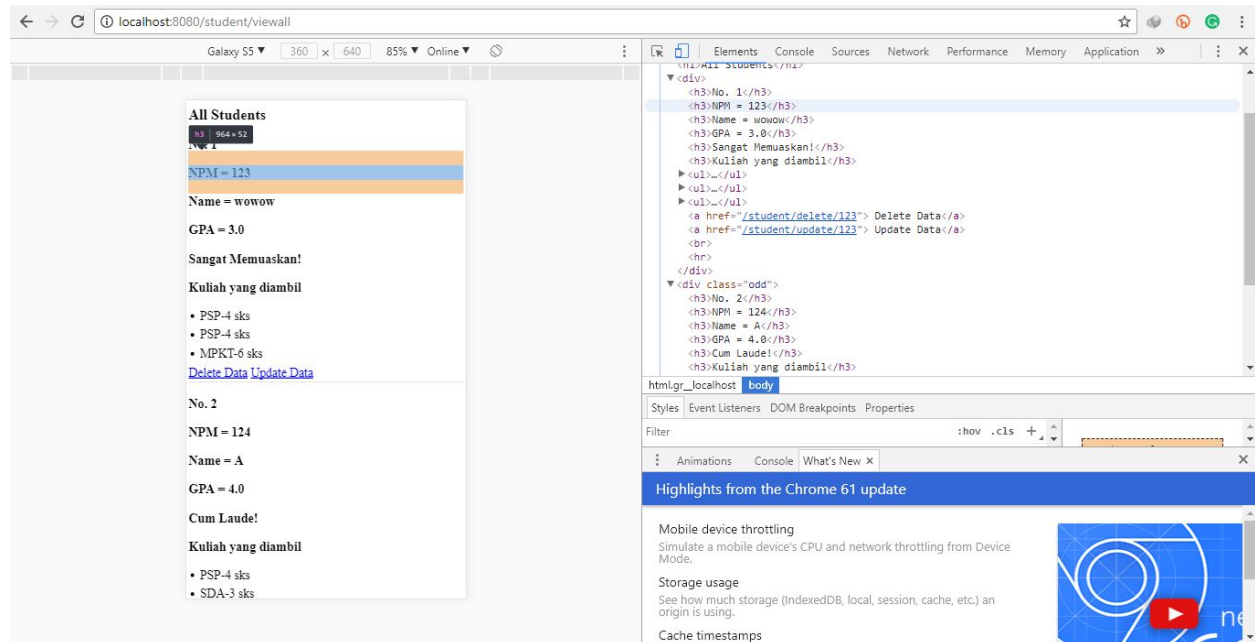 localhost:8080/student/viewall
Galaxy S5 ▼ 360 x 640 85% ▼ Online ▼
All Students
h3 964 × 52
No. 1
NPM = 123
Name = wowow
GPA = 3.0
Sangat Memuaskan!
Kuliah yang diambil
• PSP-4 sks
• PSP-4 sks
• MPKT-6 sks
Delete Data Update Data
No. 2
NPM = 124
Name = A
GPA = 4.0
Cum Laude!
Kuliah yang diambil
• PSP-4 sks
• SDA-3 sks
Elements Console Sources Network Performance Memory Application »
<h1>All Students</h1>
▼<div>
<h3>No. 1</h3>
<h3>NPM = 123</h3>
<h3>Name = wowow</h3>
<h3>GPA = 3.0</h3>
<h3>Sangat Memuaskan!</h3>
<h3>Kuliah yang diambil</h3>
▶<ul>…</ul>
▶<ul>…</ul>
▶<ul>…</ul>
<a href="/student/delete/123"> Delete Data</a>
<a href="/student/update/123"> Update Data</a>
<br>
<hr>
</div>
▼<div class="odd">
<h3>No. 2</h3>
<h3>NPM = 124</h3>
<h3>Name = A</h3>
<h3>GPA = 4.0</h3>
<h3>Cum Laude!</h3>
<h3>Kuliah yang diambil</h3>
html.gr__localhost body
Styles Event Listeners DOM Breakpoints Properties
Filter :hov .cls +
Animations Console What's New ×
Highlights from the Chrome 61 update
Mobile device throttling
Simulate a mobile device's CPU and network throttling from Device
Mode.
Storage usage
See how much storage (IndexedDB, local, session, cache, etc.) an
origin is using.
Cache timestamps